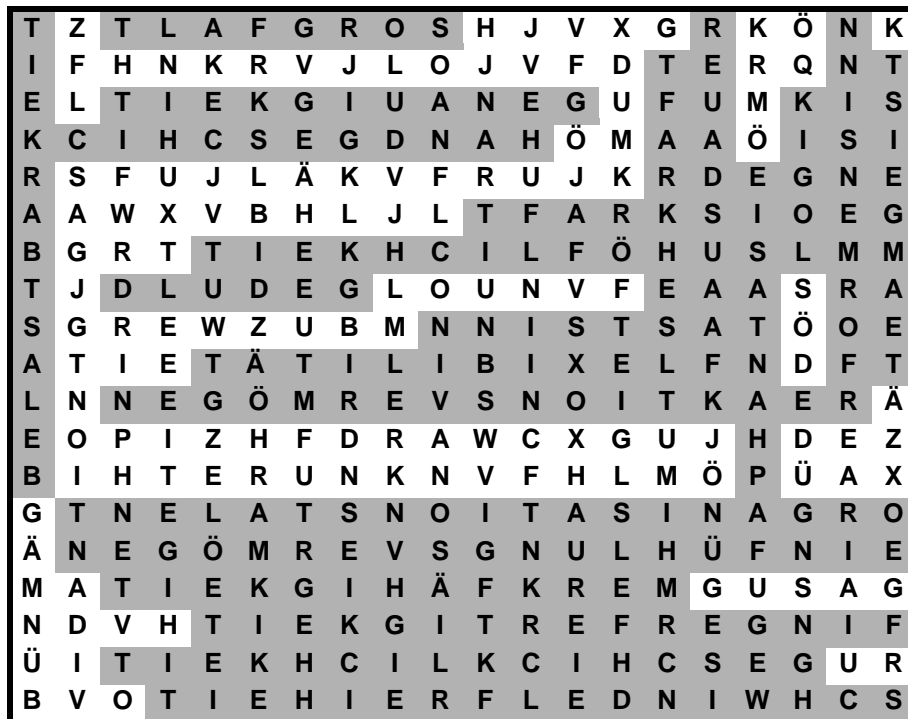 T Z T L A F G R O S H J V X G R K Ö N K
I F H N K R V J L O J V F D T E R Q N T
E L T I E K G I U A N E G U F U M K I S
K C I H C S E G D N A H Ö M A A Ö I S I
R S F U J L Ä K V F R U J K R D E G N E
A A W X V B H L J L T F A R K S I O E G
B G R T T I E K H C I L F Ö H U S L M M
T J D L U D E G L O U N V F E A A S R A
S G R E W Z U B M N N I S T S A T Ö O E
A T I E T Ä T I L I B I X E L F N D F T
L N N E G Ö M R E V S N O I T K A E R Ä
E O P I Z H F D R A W C X G U J H D E Z
B I H T E R U N K N V F H L M Ö P Ü A X
G T N E L A T S N O I T A S I N A G R O
Ä N E G Ö M R E V S G N U L H Ü F N I E
M A T I E K G I H Ä F K R E M G U S A G
N D V H T I E K G I T R E F R E G N I F
Ü I T I E K H C I L K C I H C S E G U R
B V O T I E H I E R F L E D N I W H C S